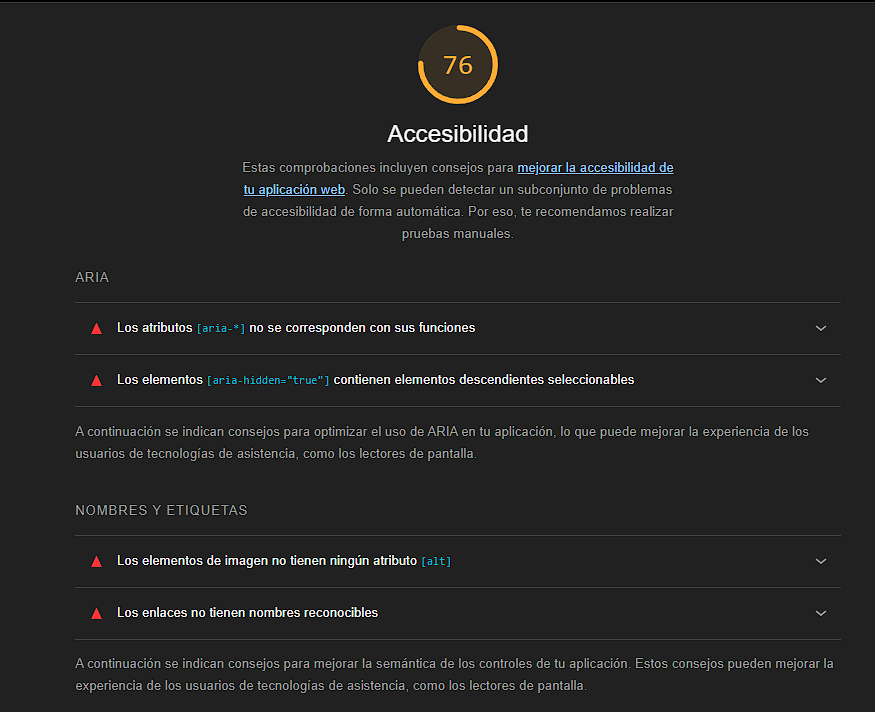 76
Accesibilidad
Estas comprobaciones incluyen consejos para mejorar la accesibilidad de
tu aplicación web. Solo se pueden detectar un subconjunto de problemas
de accesibilidad de forma automática. Por eso, te recomendamos realizar
pruebas manuales.
ARIA
Los atributos [aria-*] no se corresponden con sus funciones
Los elementos [aria-hidden="true"] contienen elementos descendientes seleccionables
A continuación se indican consejos para optimizar el uso de ARIA en tu aplicación, lo que puede mejorar la experiencia de los
usuarios de tecnologías de asistencia, como los lectores de pantalla.
NOMBRES Y ETIQUETAS
Los elementos de imagen no tienen ningún atributo [alt]
Los enlaces no tienen nombres reconocibles
A continuación se indican consejos para mejorar la semántica de los controles de tu aplicación. Estos consejos pueden mejorar la
experiencia de los usuarios de tecnologías de asistencia, como los lectores de pantalla.